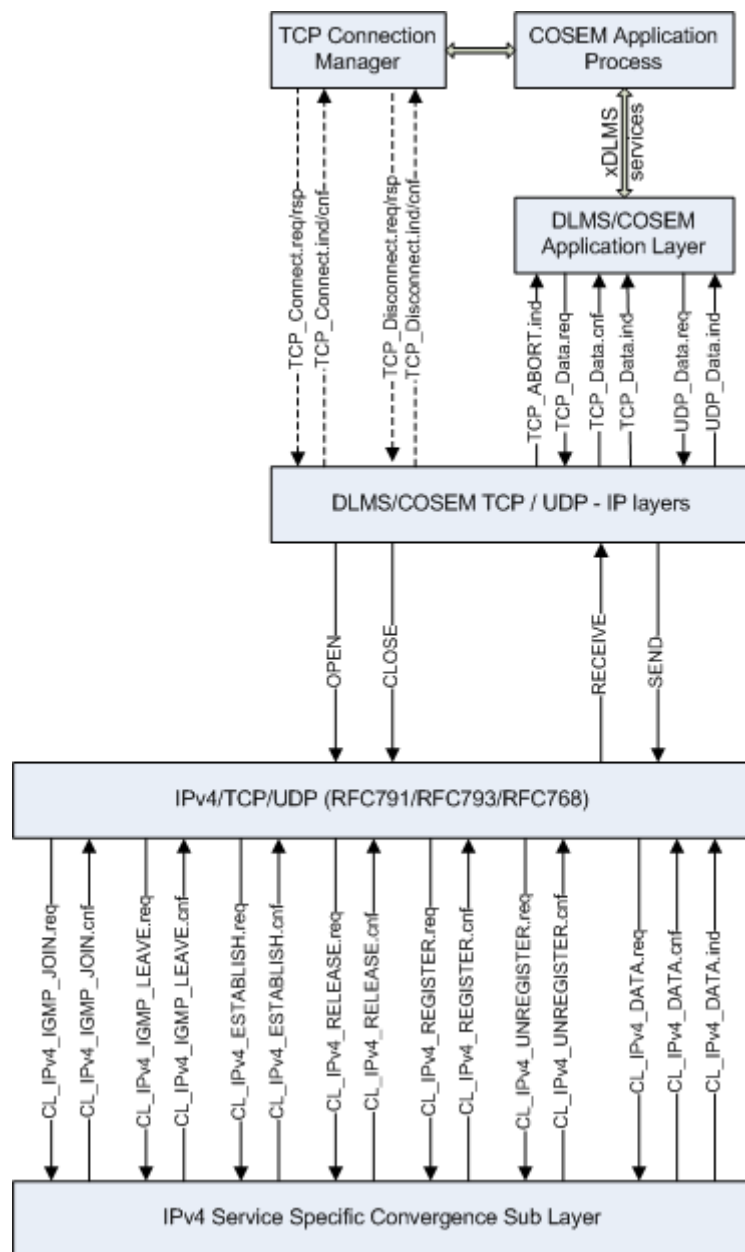 TCP Connection
Manager
COSEM Application
Process
xDLMS
services
DLMS/COSEM
Application Layer
TCP_Connect.req/rsp
TCP_Connect.ind/cnf
TCP_Disconnect.req/rsp
TCP_Disconnect.ind/cnf
TCP_ABORT.ind
TCP_Data.req
TCP_Data.cnf
TCP_Data.ind
UDP_Data.req
UDP_Data.ind
DLMS/COSEM TCP / UDP - IP layers
OPEN
CLOSE
RECEIVE
SEND
IPv4/TCP/UDP (RFC791/RFC793/RFC768)
CL_IPv4_IGMP_JOIN.req
CL_IPv4_IGMP_JOIN.cnf
CL_IPv4_IGMP_LEAVE.req
CL_IPv4_IGMP_LEAVE.cnf
CL_IPv4_ESTABLISH.req
CL_IPv4_ESTABLISH.cnf
CL_IPv4_RELEASE.req
CL_IPv4_RELEASE.cnf
CL_IPv4_REGISTER.req
CL_IPv4_REGISTER.cnf
CL_IPv4_UNREGISTER.req
CL_IPv4_UNREGISTER.cnf
CL_IPv4_DATA.req
CL_IPv4_DATA.cnf
CL_IPv4_DATA.ind
IPv4 Service Specific Convergence Sub Layer